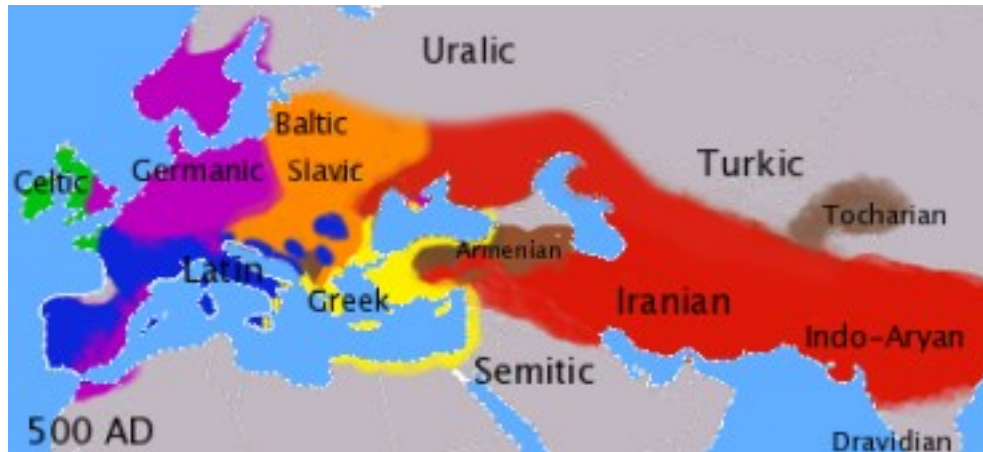 Uralic
Baltic
Turkic
Germanic
Slavic
Celtic
Tocharian
Armenian
Latin
Greek
Iranian
Indo-Aryan
Semitic
500 AD
Dravidian